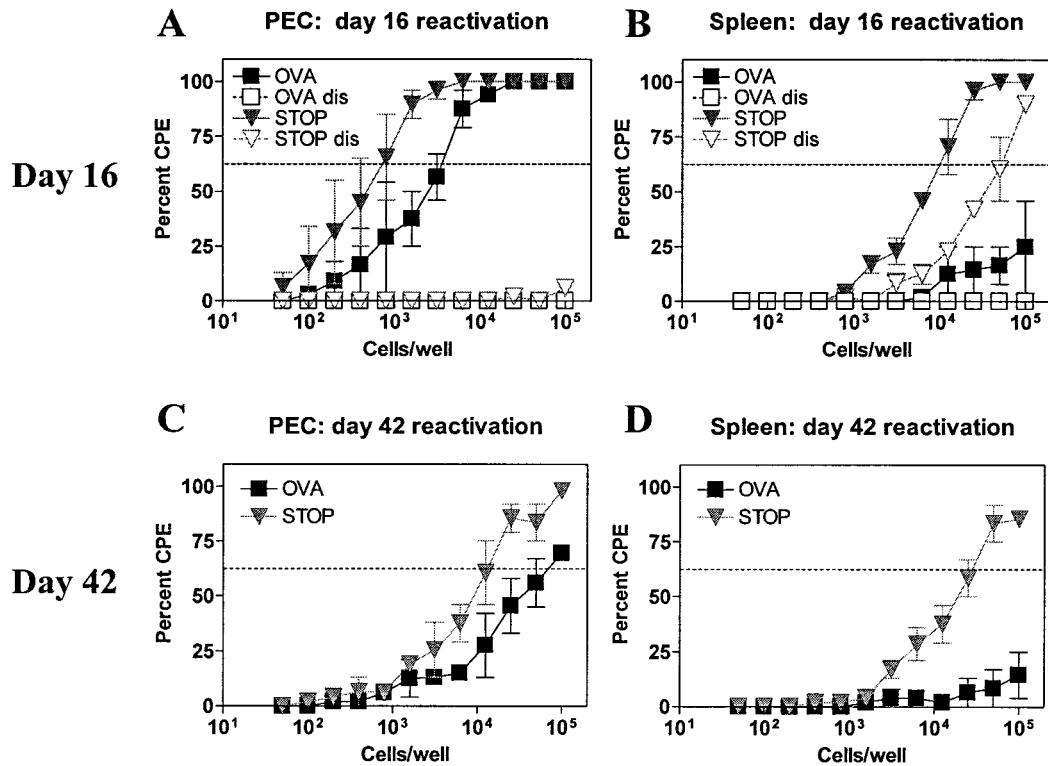 A
PEC: day 16 reactivation
B
Spleen: day 16 reactivation
Day 16
Percent CPE
100
75
50
25
0
OVA
OVA dis
STOP
STOP dis
10¹ 10² 10³ 10⁴ 10⁵
Cells/well
Percent CPE
100
75
50
25
0
OVA
OVA dis
STOP
STOP dis
10¹ 10² 10³ 10⁴ 10⁵
Cells/well
C
PEC: day 42 reactivation
D
Spleen: day 42 reactivation
Day 42
Percent CPE
100
75
50
25
0
OVA
STOP
10¹ 10² 10³ 10⁴ 10⁵
Cells/well
Percent CPE
100
75
50
25
0
OVA
STOP
10¹ 10² 10³ 10⁴ 10⁵
Cells/well